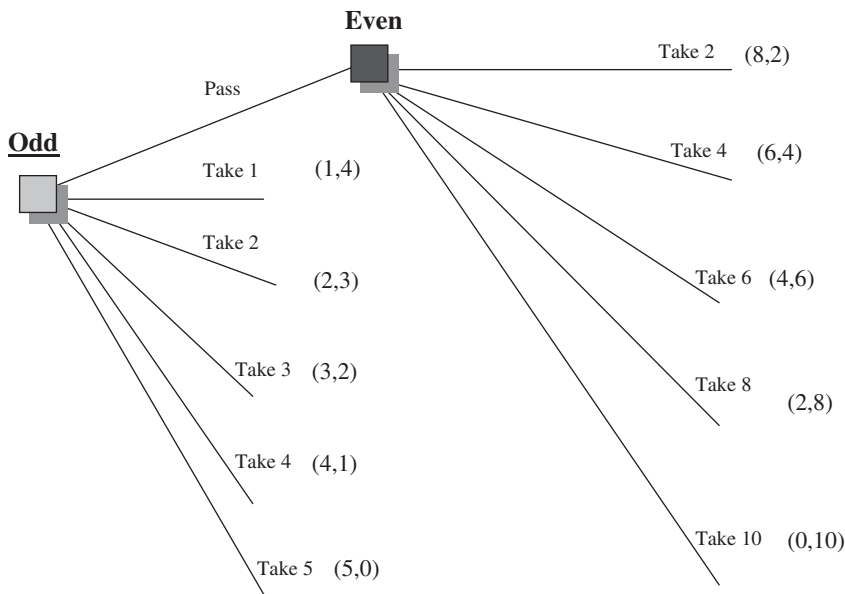 Even
Take 2 (8,2)
Pass
Take 4 (6,4)
Odd
Take 1 (1,4)
Take 2
(2,3)
Take 6 (4,6)
Take 3 (3,2)
Take 8
(2,8)
Take 4 (4,1)
Take 10 (0,10)
Take 5 (5,0)